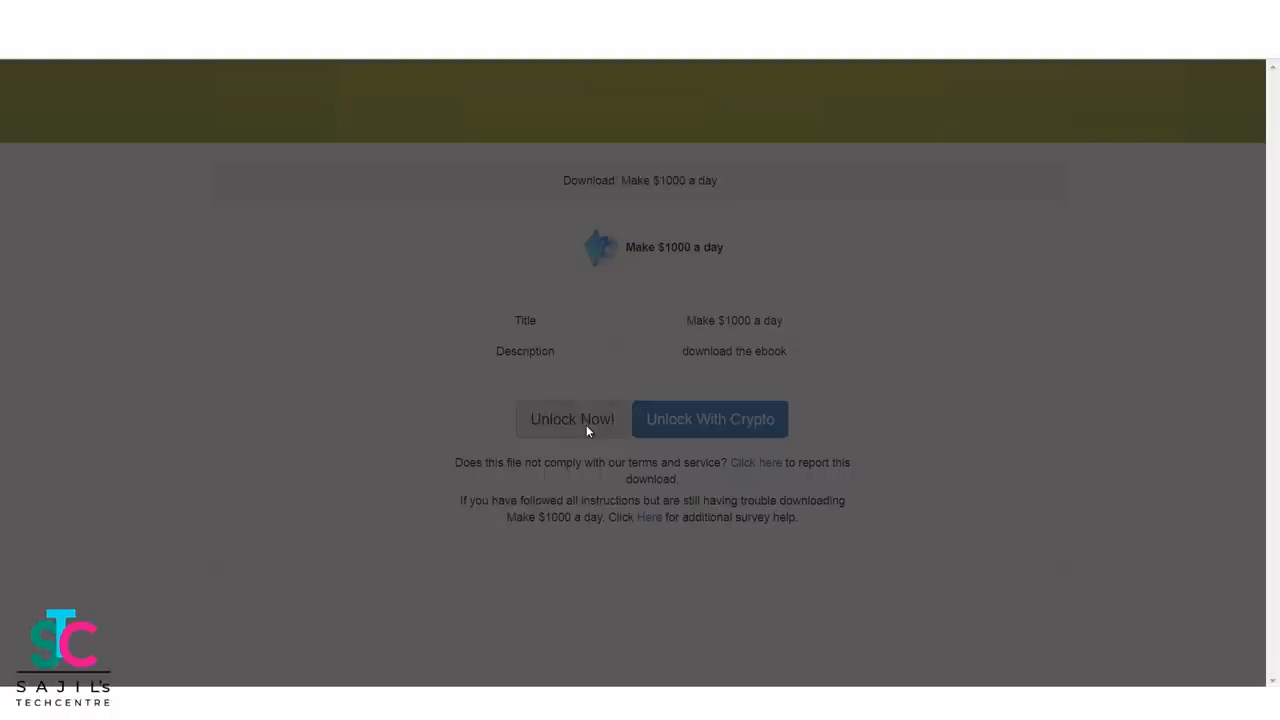 Download: Make $1000 a day
Make $1000 a day
Title Make $1000 a day
Description download the ebook
Unlock Now! Unlock With Crypto
Does this file not comply with our terms and service? Click here to report this
download.
If you have followed all instructions but are still having trouble downloading
Make $1000 a day. Click Here for additional survey help.
STC
SAJIL's
TECHCENTRE